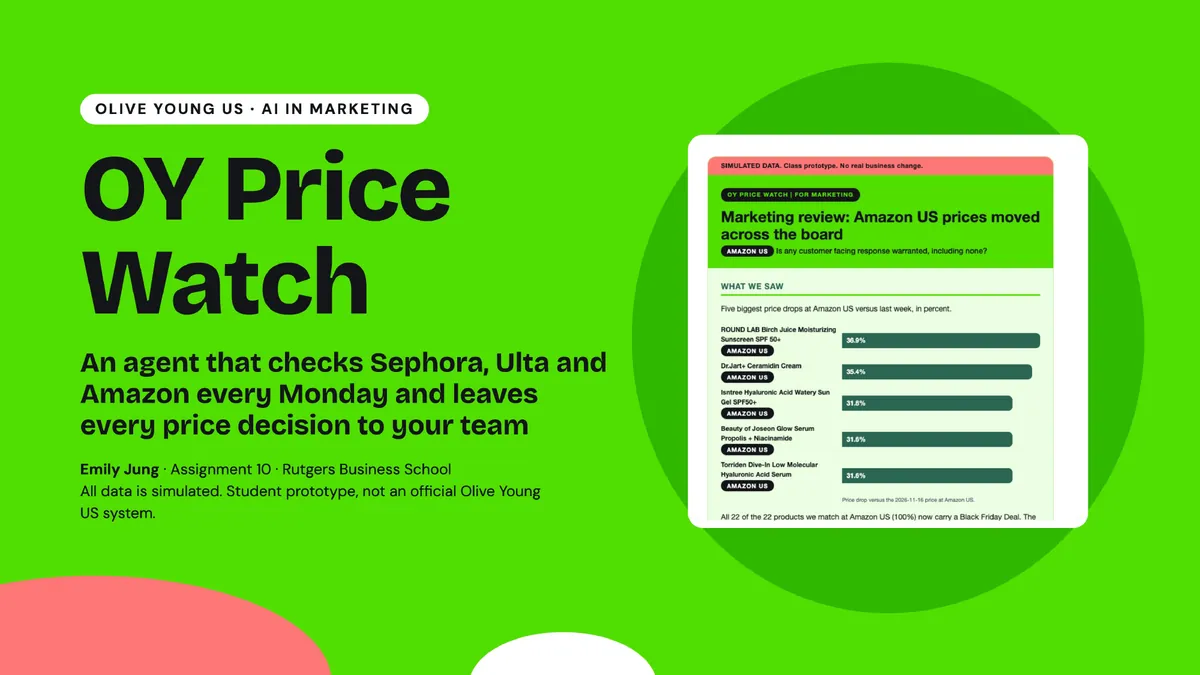 OLIVE YOUNG US · AI IN MARKETING
OY Price
Watch
An agent that checks Sephora, Ulta and
Amazon every Monday and leaves
every price decision to your team
Emily Jung · Assignment 10 · Rutgers Business School
All data is simulated. Student prototype, not an official Olive Young
US system.
SIMULATED DATA. Class prototype. No real business change.
OY PRICE WATCH | FOR MARKETING
Marketing review: Amazon US prices moved
across the board
AMAZON US Is any customer facing response warranted, including none?
WHAT WE SAW
Five biggest price drops at Amazon US versus last week, in percent.
ROUND LAB Birch Juice Moisturizing
Sunscreen SPF 50+
AMAZON US
36.9%
Dr.Jart+ Ceramidin Cream
AMAZON US
35.4%
Isntree Hyaluronic Acid Watery Sun
Gel SPF50+
AMAZON US
31.8%
Beauty of Joseon Glow Serum
Propolis + Niacinamide
AMAZON US
31.8%
Torriden Dive-In Low Molecular
Hyaluronic Acid Serum
AMAZON US
31.8%
Price drop versus the 2026-11-16 price at Amazon US.
All 22 of the 22 products we match at Amazon US (100%) now carry a Black Friday Deal. The